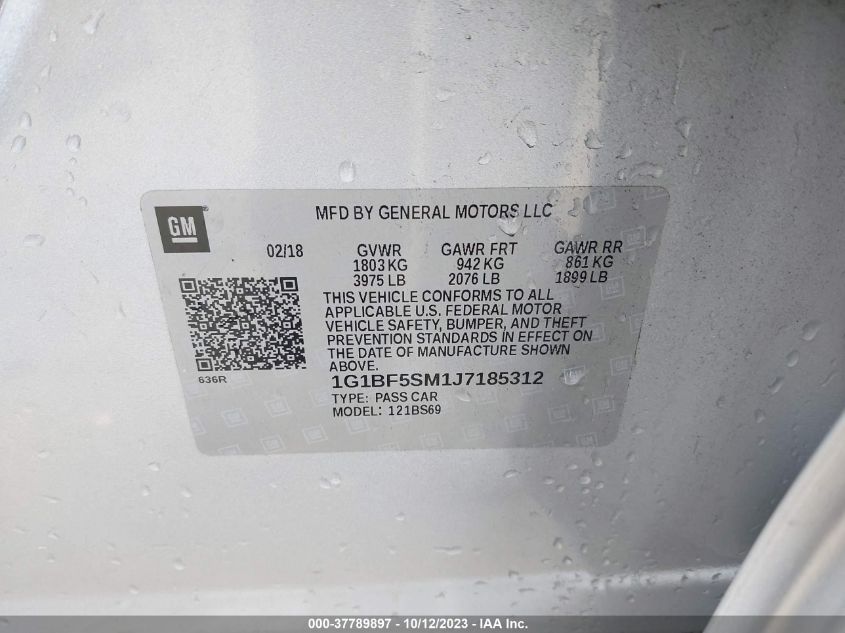 GM
MFD BY GENERAL MOTORS LLC
02/18 GVWR GAWR FRT GAWR RR
1803 KG 942 KG 861 KG
3975 LB 2076 LB 1899 LB
THIS VEHICLE CONFORMS TO ALL
APPLICABLE U.S. FEDERAL MOTOR
VEHICLE SAFETY, BUMPER, AND THEFT
PREVENTION STANDARDS IN EFFECT ON
THE DATE OF MANUFACTURE SHOWN
ABOVE.
636R
1G1BF5SM1J7185312
TYPE: PASS CAR
MODEL: 121BS69
000-37789897 - 10/12/2023 - IAA Inc.